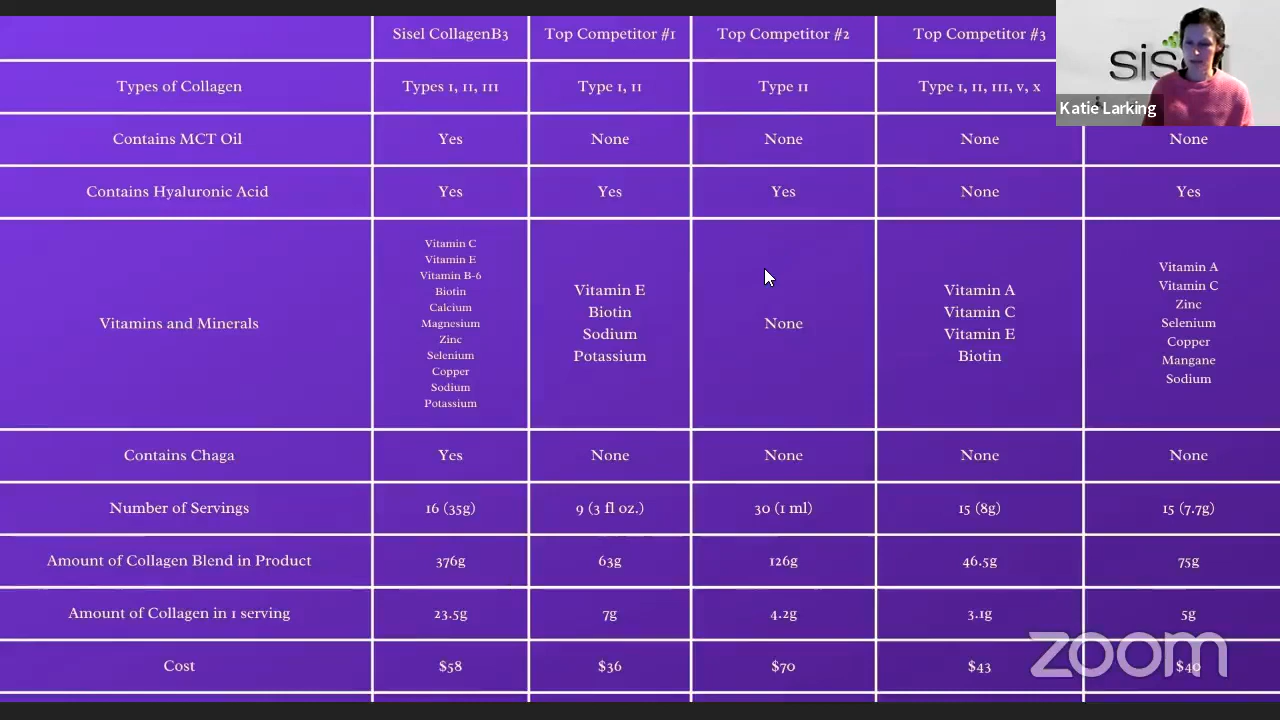 Sisel CollagenB3 Top Competitor #1 Top Competitor #2 Top Competitor #3
sisel
Katie Larking
Types of Collagen Types I, II, III Type I, II Type II Type I, II, III, V, X
Contains MCT Oil Yes None None None None
Contains Hyaluronic Acid Yes Yes Yes None Yes
Vitamins and Minerals
Vitamin C
Vitamin E
Vitamin B-6
Biotin
Calcium
Magnesium
Zinc
Selenium
Copper
Sodium
Potassium
Vitamin E
Biotin
Sodium
Potassium
None
Vitamin A
Vitamin C
Vitamin E
Biotin
Vitamin A
Vitamin C
Zinc
Selenium
Copper
Mangane
Sodium
Contains Chaga Yes None None None None
Number of Servings 16 (35g) 9 (3 fl oz.) 30 (1 ml) 15 (8g) 15 (7.7g)
Amount of Collagen Blend in Product 376g 63g 126g 46.5g 75g
Amount of Collagen in 1 serving 23.5g 7g 4.2g 3.1g 5g
Cost $58 $36 $70 $43 $40
zoom